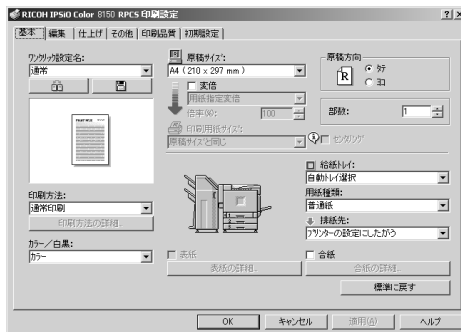 RICOH IPSiO Color 8150 RPCS 印刷設定
基本 編集 仕上げ その他 印刷品質 初期設定
ﾜﾝｸﾘｯｸ設定名:
通常
印刷方法:
通常印刷
印刷方法の詳細...
カラー/白黒:
ｶﾗｰ
原稿ｻｲｽﾞ:
A4 ( 210 x 297 mm )
変倍
用紙指定変倍
倍率(%): 100
印刷用紙ｻｲｽﾞ:
原稿ｻｲｽﾞと同じ
原稿方向
R
ﾀﾃ
ﾖｺ
部数: 1
ｾﾝﾀﾘﾝｸﾞ
給紙ﾄﾚｲ:
自動ﾄﾚｲ選択
用紙種類:
普通紙
排紙先:
ﾌﾟﾘﾝﾀｰの設定にしたがう
表紙
表紙の詳細...
合紙
合紙の詳細...
標準に戻す
OK キャンセル 適用(A) ヘルプ